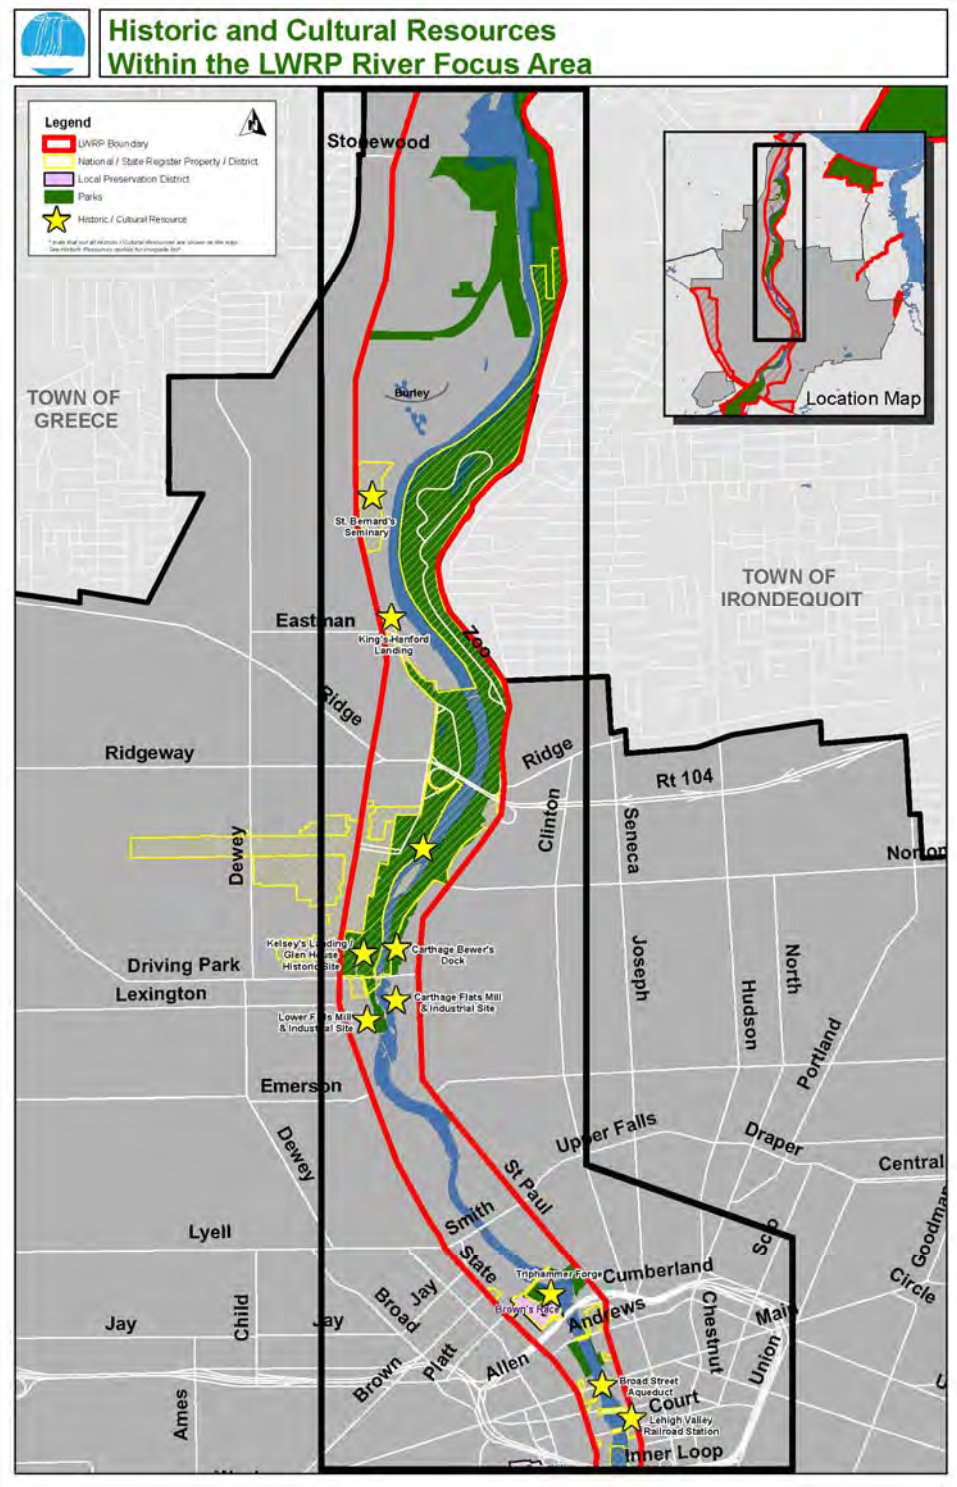 Historic and Cultural Resources
Within the LWRP River Focus Area
Legend
LWRP Boundary
National / State Register Property / District
Local Preservation District
Parks
Historic / Cultural Resource
Stonewood
Location Map
TOWN OF
GREECE
Burley
St. Bernard's
Seminary
TOWN OF
IRONDEQUOIT
Eastman
King's-Hanford
Landing
Zoo
Ridge
Ridgeway
Ridge
Rt 104
Clinton
Seneca
Dewey
Norton
Kelsey's Landing /
Glen House
Historic Site
Carthage Bewer's
Dock
Driving Park
Lexington
Joseph
North
Hudson
Carthage Flats Mill
& Industrial Site
Lower Falls Mill
& Industrial Site
Portland
Emerson
Upper Falls
Draper
Dewey
Central
St Paul
Smith
Lyell
Scio
Goodman
State
Triphammer Forge
Cumberland
Circle
Jay
Broad
Brown's Race
Andrews
Main
Chestnut
Child
Jay
Jay
Union
Platt
Allen
Brown
Broad Street
Aqueduct
Court
Ames
Lehigh Valley
Railroad Station
Inner Loop